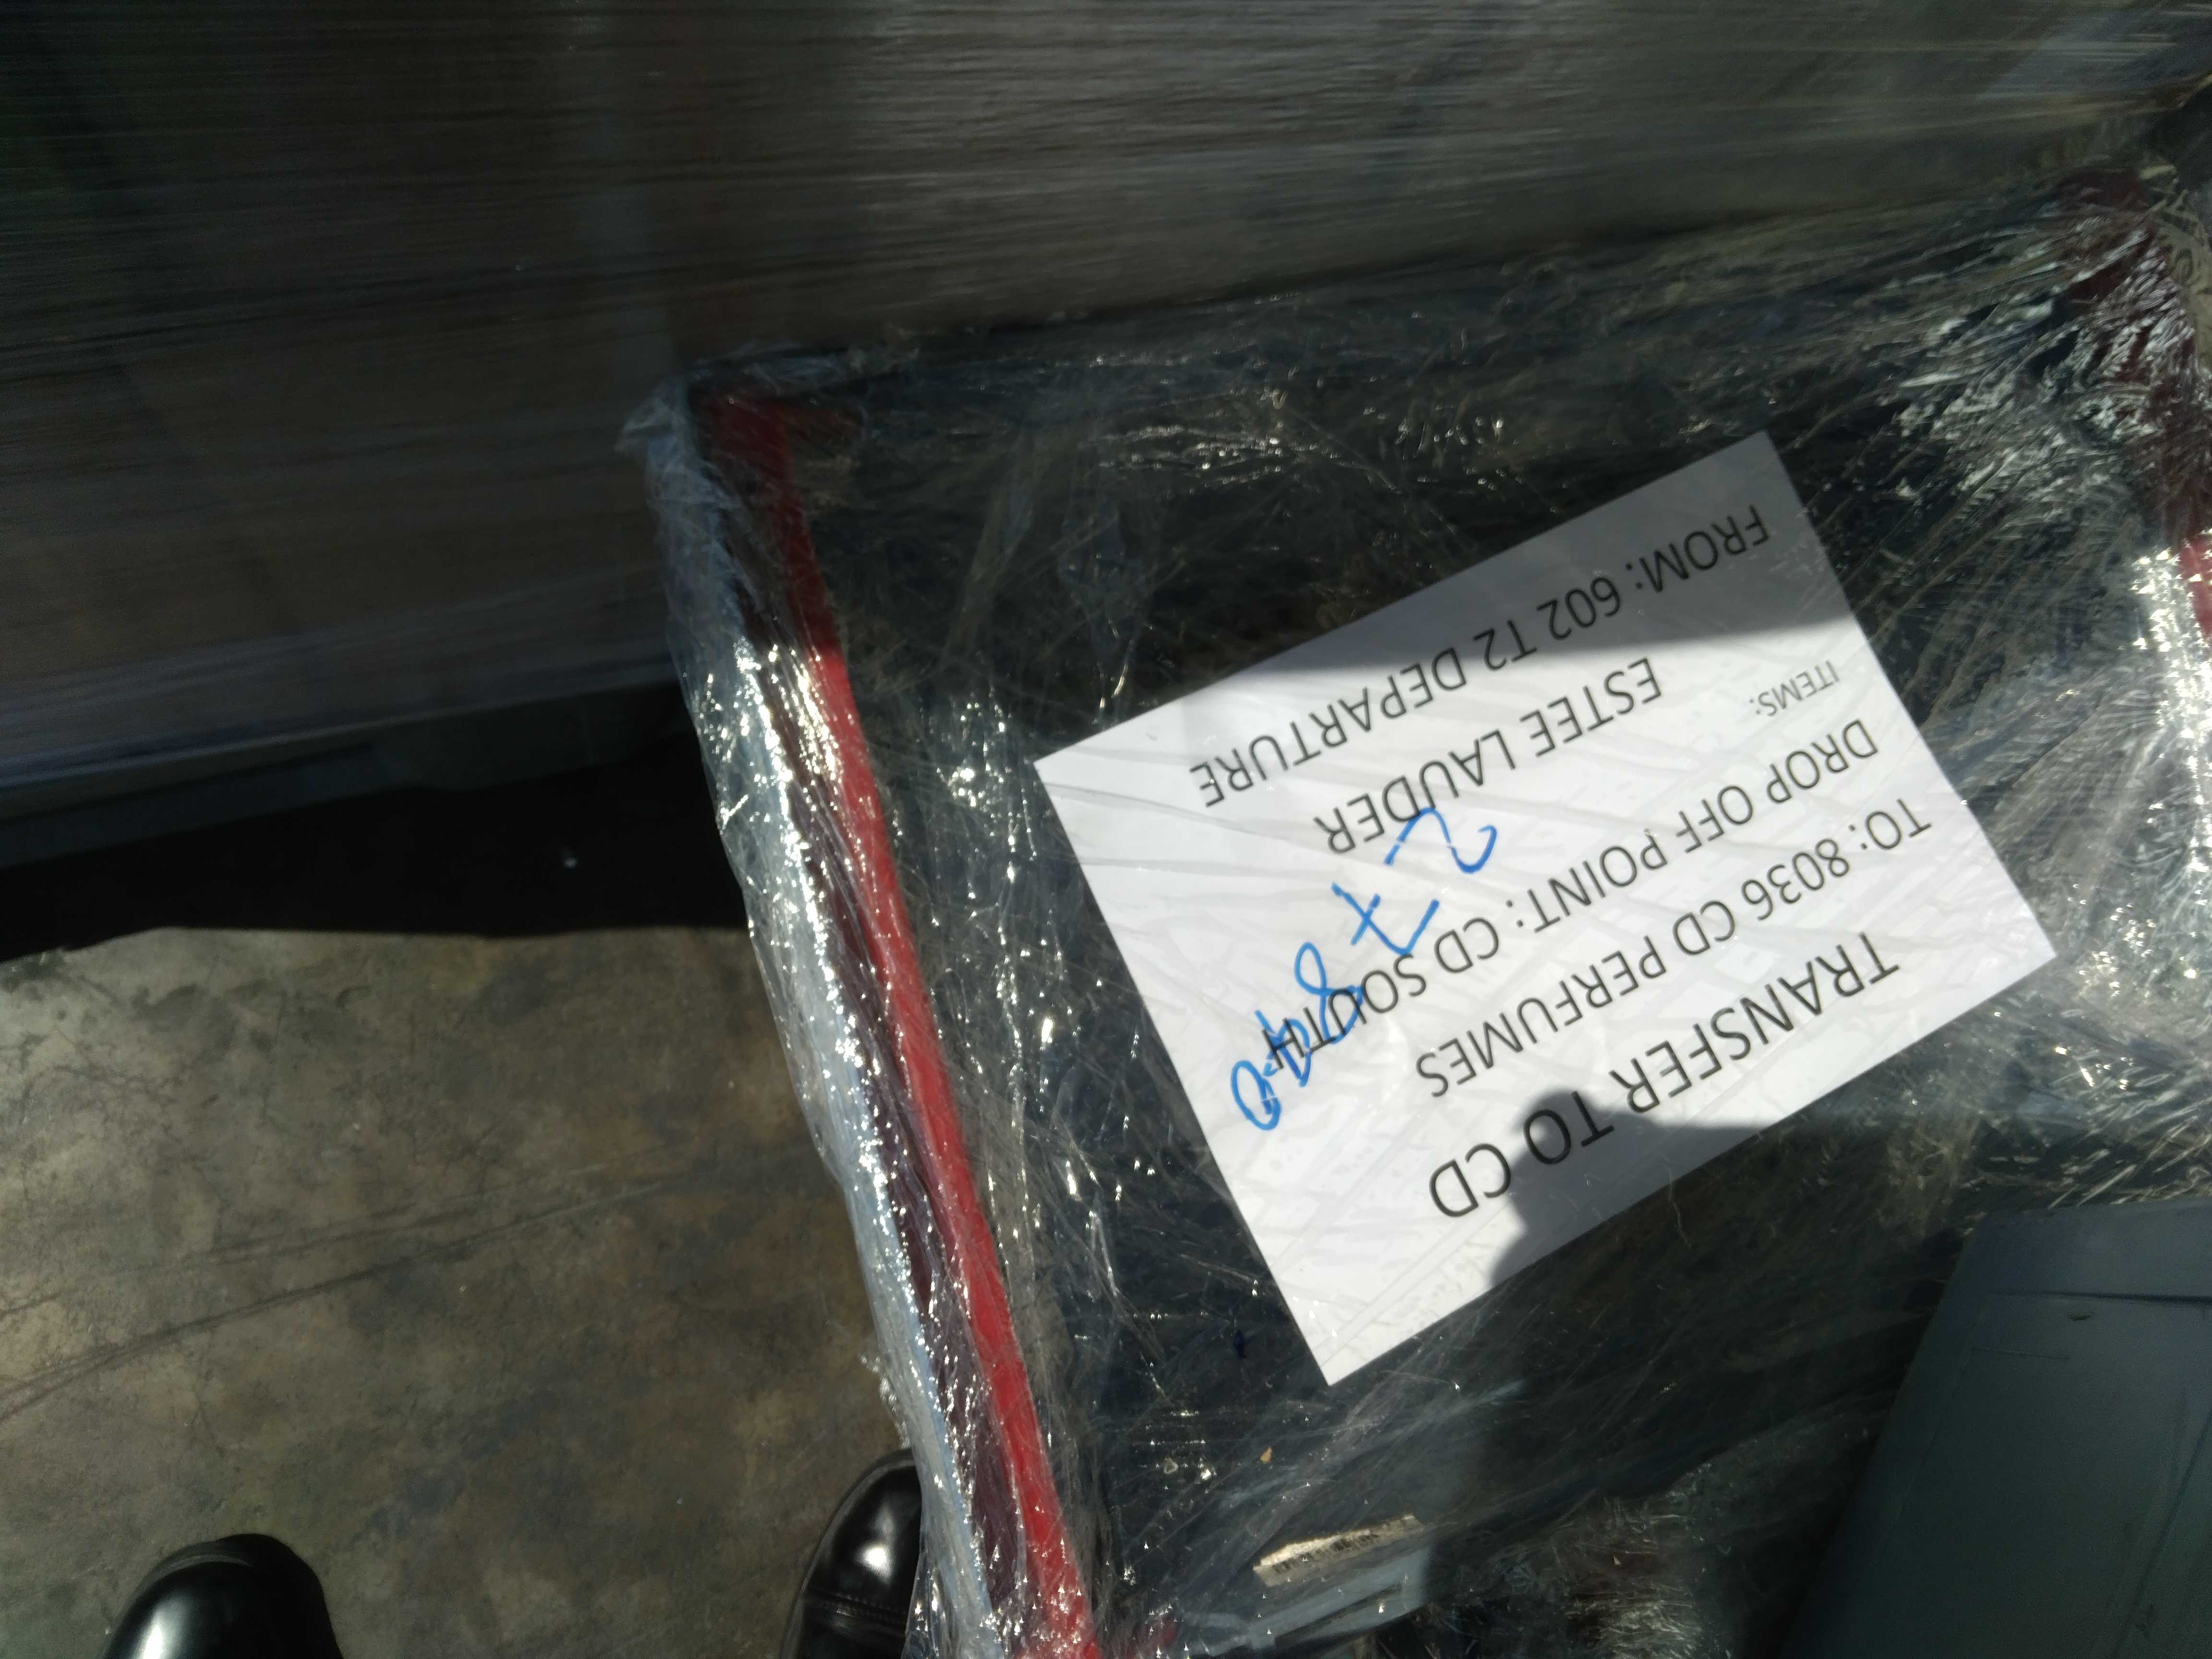 TRANSFER TO CD
TO: 8036 CD PERFUMES
DROP OFF POINT: CD SOUTH
ITEMS:
ESTEE LAUDER
FROM: 602 T2 DEPARTURE